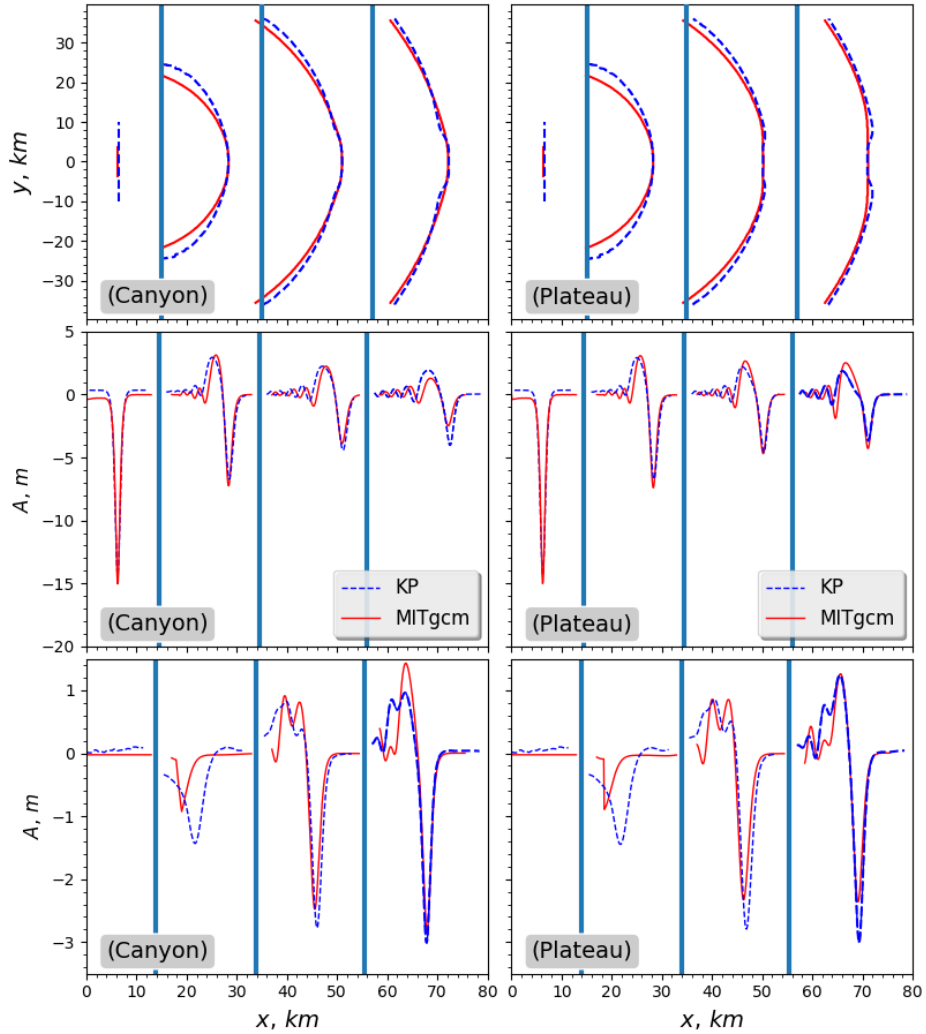 30
20
10
0
−10
−20
−30
y, km
(Canyon)
(Plateau)
5
0
−5
−10
−15
−20
A, m
KP
MITgcm
(Canyon)
KP
MITgcm
(Plateau)
1
0
−1
−2
−3
A, m
(Canyon)
(Plateau)
0 10 20 30 40 50 60 70 80
0 10 20 30 40 50 60 70 80
x, km
x, km